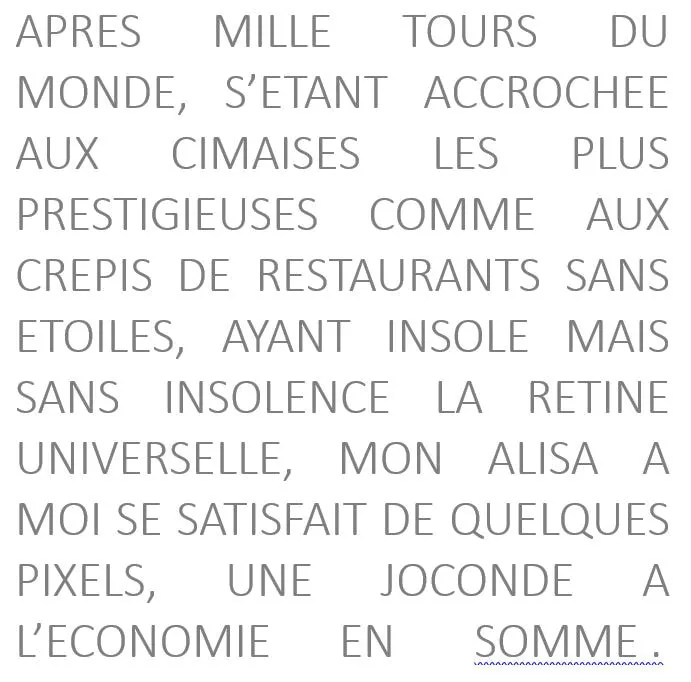 APRES MILLE TOURS DU
MONDE, S’ETANT ACCROCHEE
AUX CIMAISES LES PLUS
PRESTIGIEUSES COMME AUX
CREPIS DE RESTAURANTS SANS
ETOILES, AYANT INSOLE MAIS
SANS INSOLENCE LA RETINE
UNIVERSELLE, MON ALISA A
MOI SE SATISFAIT DE QUELQUES
PIXELS, UNE JOCONDE A
L’ECONOMIE EN SOMME .